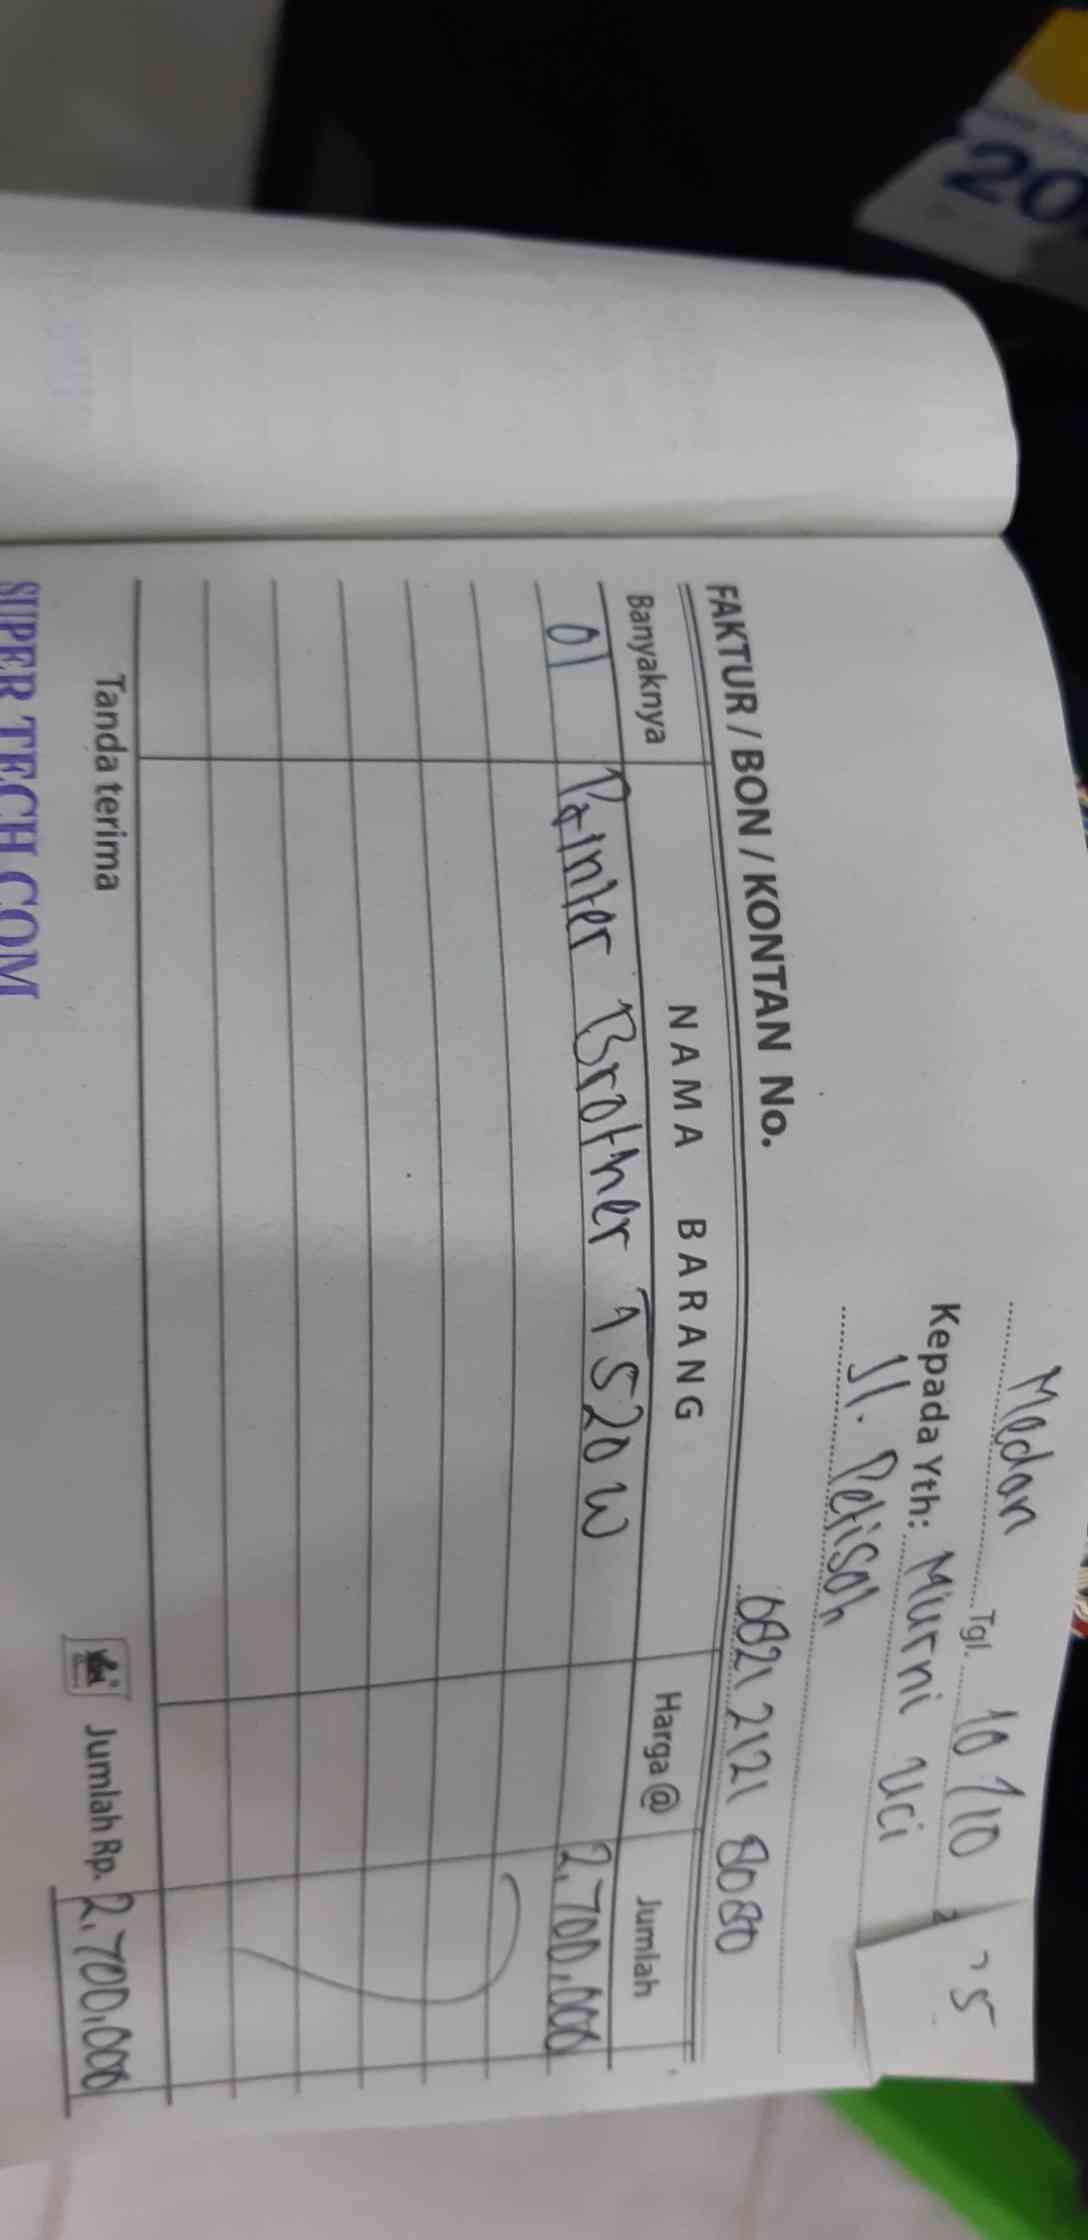 20
Medan Tgl. 10/10
Kepada Yth: Murni Uci
Jl. Petisah
0821 2121 8080
FAKTUR / BON / KONTAN No.
Banyaknya NAMA BARANG Harga @ Jumlah
01 Printer Brother T520W 2.700.000
Tanda terima Jumlah Rp. 2.700.000
SUPER TECH COM